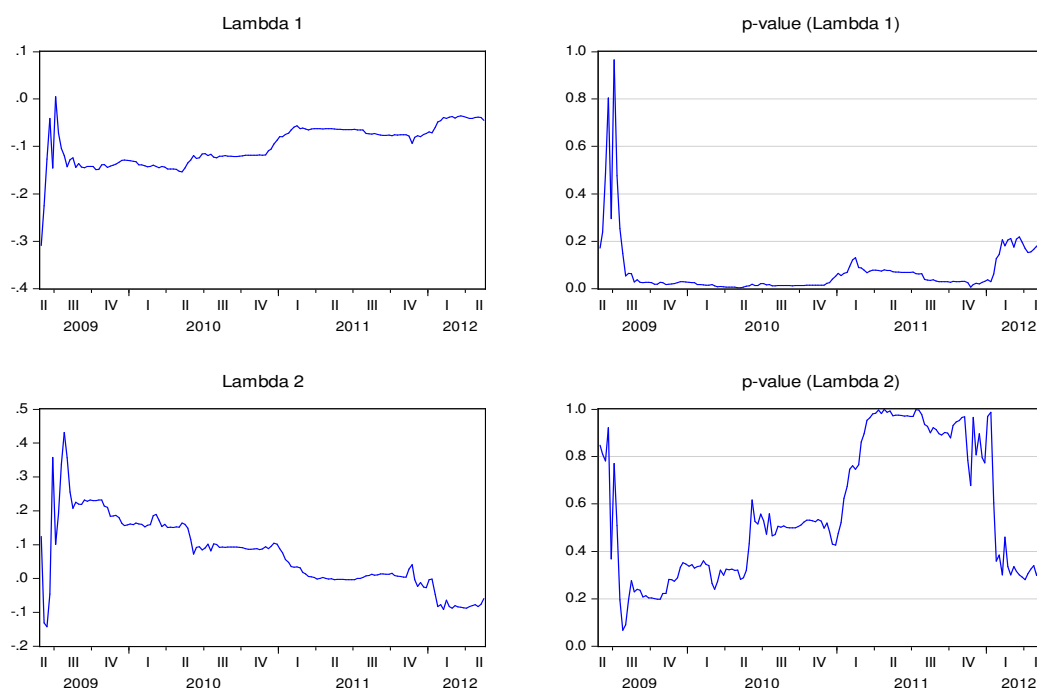 Lambda 1
.1
.0
-.1
-.2
-.3
-.4
II III IV I II III IV I II III IV I II
2009 2010 2011 2012
p-value (Lambda 1)
1.0
0.8
0.6
0.4
0.2
0.0
II III IV I II III IV I II III IV I II
2009 2010 2011 2012
Lambda 2
.5
.4
.3
.2
.1
.0
-.1
-.2
II III IV I II III IV I II III IV I II
2009 2010 2011 2012
p-value (Lambda 2)
1.0
0.8
0.6
0.4
0.2
0.0
II III IV I II III IV I II III IV I II
2009 2010 2011 2012